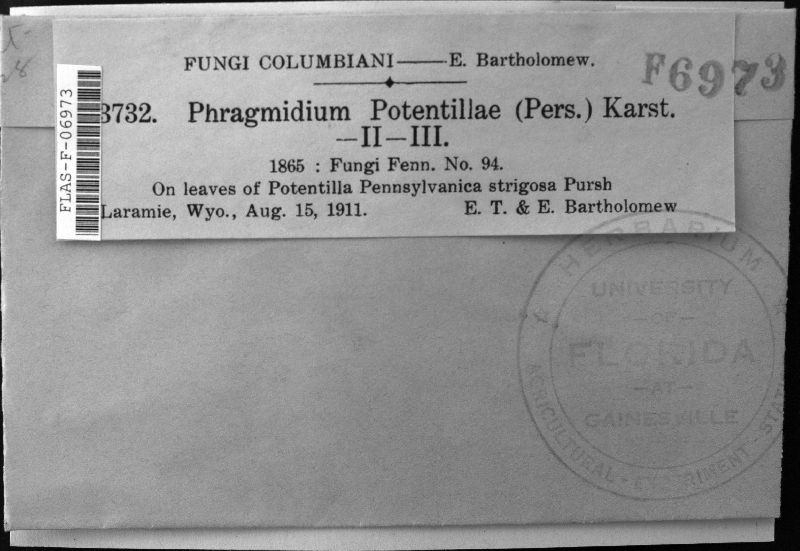 FUNGI COLUMBIANI——E. Bartholomew.
F6973
3732. Phragmidium Potentillae (Pers.) Karst.
—II—III.
1865 : Fungi Fenn. No. 94.
On leaves of Potentilla Pennsylvanica strigosa Pursh
Laramie, Wyo., Aug. 15, 1911. E. T. & E. Bartholomew
FLAS-F-06973
HERBARIUM
UNIVERSITY
—OF—
FLORIDA
—AT—
GAINESVILLE
AGRICULTURAL - EXPERIMENT - STATI